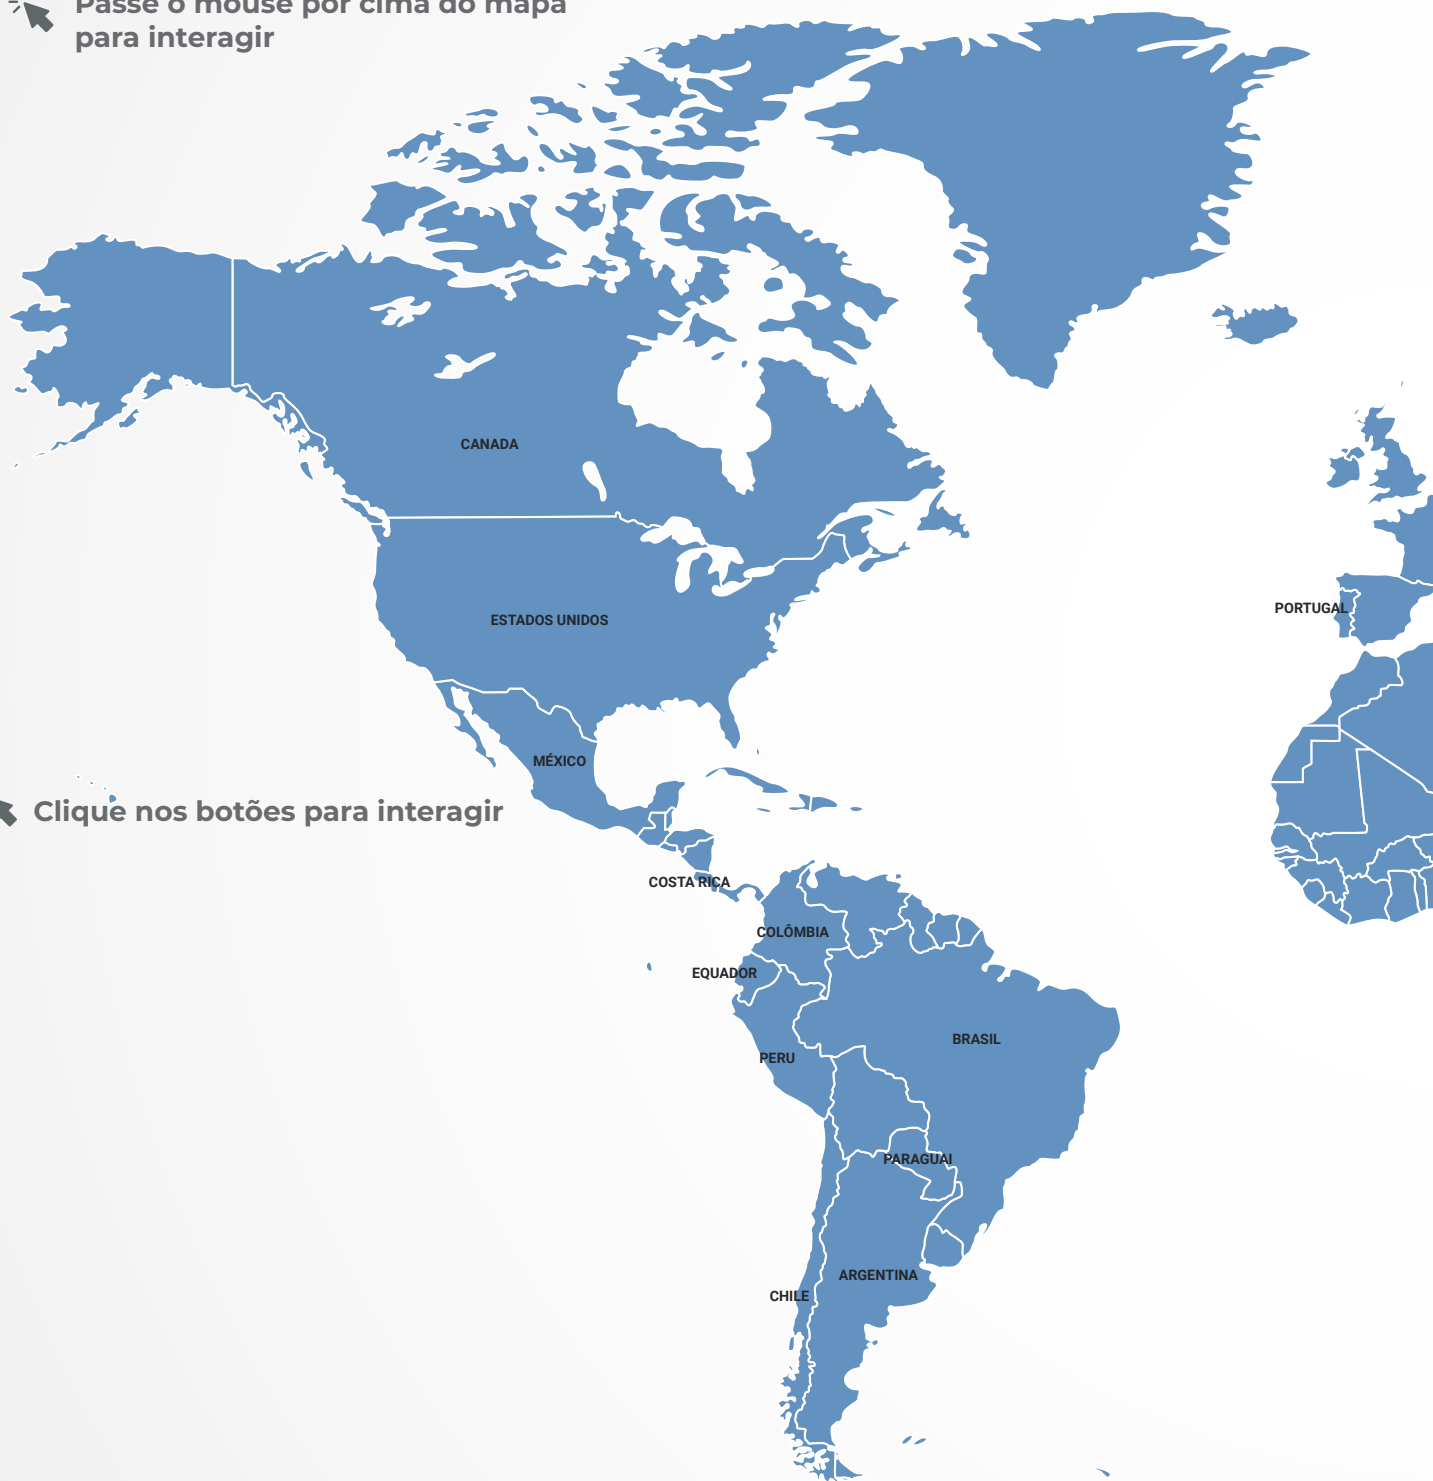 Passe o mouse por cima do mapa
para interagir
CANADA
ESTADOS UNIDOS
PORTUGAL
MÉXICO
Clique nos botões para interagir
COSTA RICA
COLÔMBIA
EQUADOR
BRASIL
PERU
PARAGUAI
ARGENTINA
CHILE